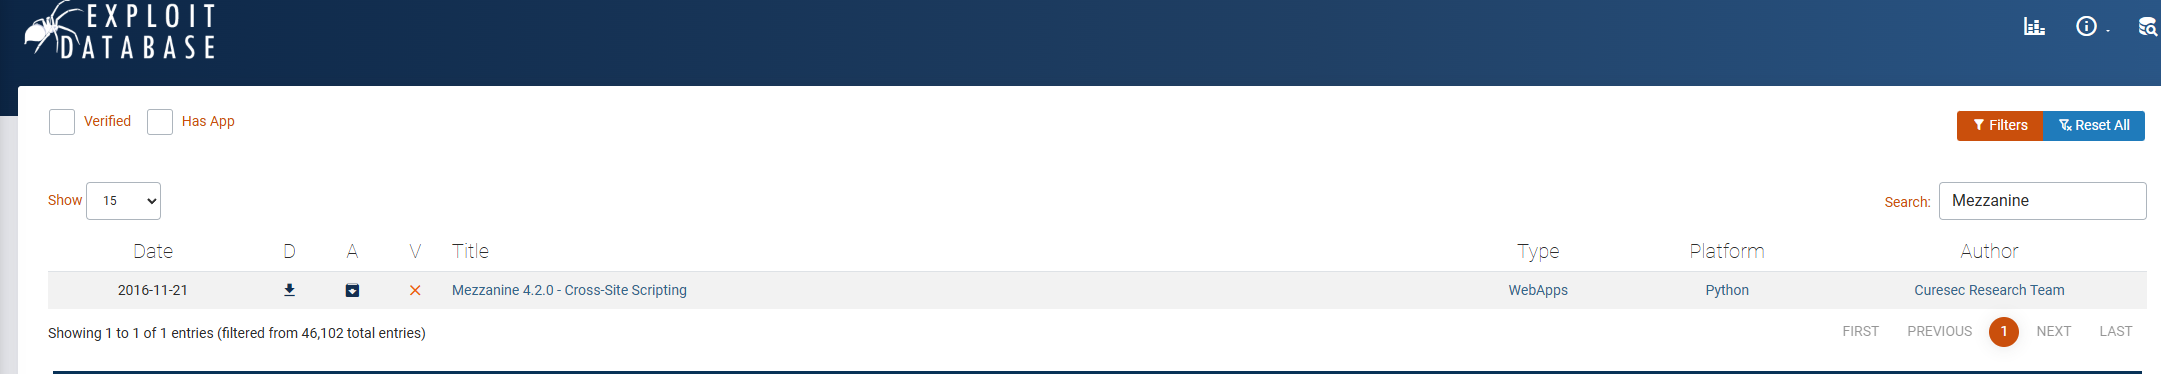 EXPLOIT
DATABASE
Verified Has App
Filters Reset All
Show 15 Search: Mezzanine
Date D A V Title Type Platform Author
2016-11-21 Mezzanine 4.2.0 - Cross-Site Scripting WebApps Python Curesec Research Team
Showing 1 to 1 of 1 entries (filtered from 46,102 total entries) FIRST PREVIOUS 1 NEXT LAST